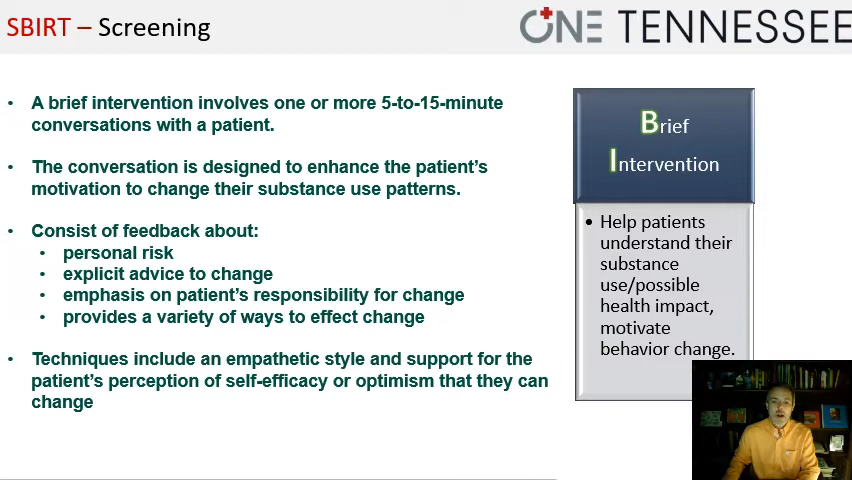 SBIRT – Screening
ONE TENNESSEE
• A brief intervention involves one or more 5-to-15-minute
conversations with a patient.
• The conversation is designed to enhance the patient's
motivation to change their substance use patterns.
• Consist of feedback about:
• personal risk
• explicit advice to change
• emphasis on patient's responsibility for change
• provides a variety of ways to effect change
• Techniques include an empathetic style and support for the
patient's perception of self-efficacy or optimism that they can
change
Brief
Intervention
• Help patients
understand their
substance
use/possible
health impact,
motivate
behavior change.